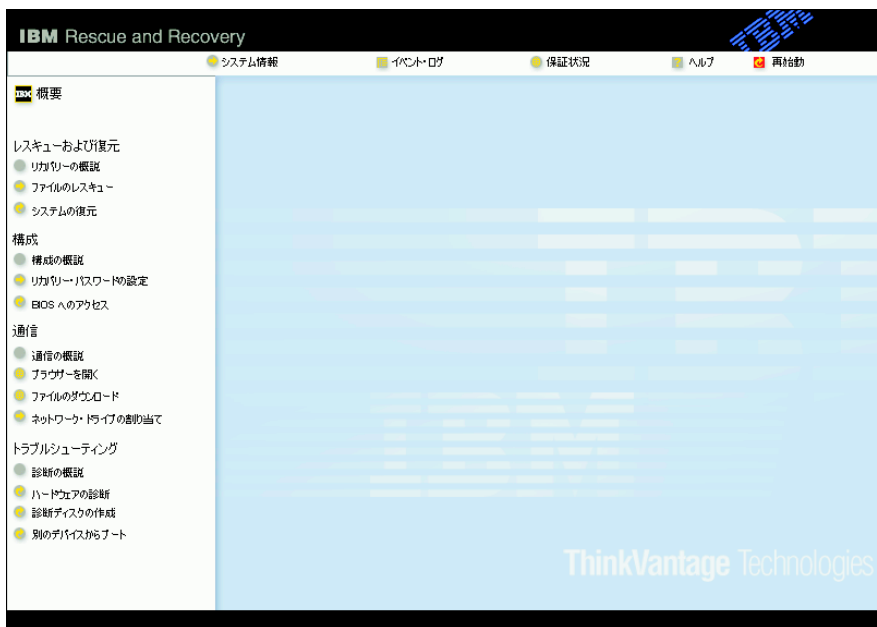 IBM Rescue and Recovery
IBM
システム情報
イベント・ログ
保証状況
ヘルプ
再始動
IBM 概要
レスキューおよび復元
リカバリーの概説
ファイルのレスキュー
システムの復元
構成
構成の概説
リカバリー・パスワードの設定
BIOS へのアクセス
通信
通信の概説
ブラウザーを開く
ファイルのダウンロード
ネットワーク・ドライブの割り当て
トラブルシューティング
診断の概説
ハードウェアの診断
診断ディスクの作成
別のデバイスからブート
IBM
ThinkVantage Technologies